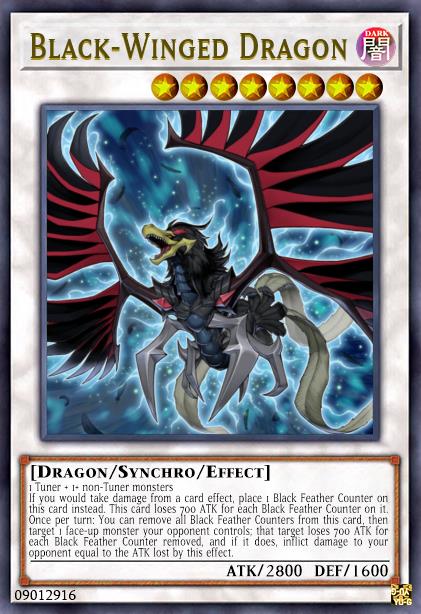 BLACK-WINGED DRAGON
DARK
闇
[DRAGON/SYNCHRO/EFFECT]
1 Tuner + 1+ non-Tuner monsters
If you would take damage from a card effect, place 1 Black Feather Counter on
this card instead. This card loses 700 ATK for each Black Feather Counter on it.
Once per turn: You can remove all Black Feather Counters from this card, then
target 1 face-up monster your opponent controls; that target loses 700 ATK for
each Black Feather Counter removed, and if it does, inflict damage to your
opponent equal to the ATK lost by this effect.
ATK/2800 DEF/1600
09012916